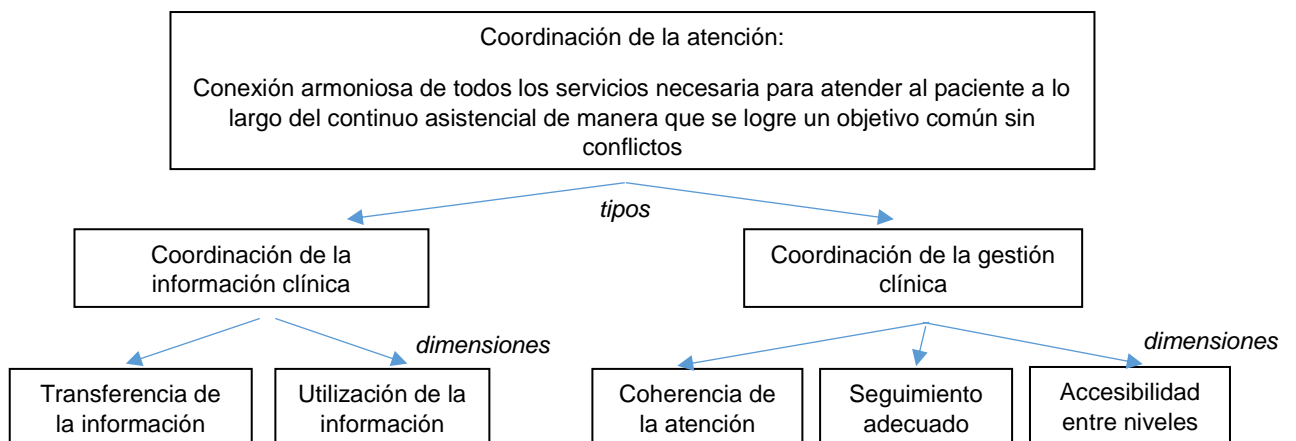 Coordinación de la atención:
Conexión armoniosa de todos los servicios necesaria para atender al paciente a lo
largo del continuo asistencial de manera que se logre un objetivo común sin
conflictos
tipos
Coordinación de la
información clínica
Coordinación de la gestión
clínica
dimensiones
dimensiones
Transferencia de
la información
Utilización de la
información
Coherencia de
la atención
Seguimiento
adecuado
Accesibilidad
entre niveles